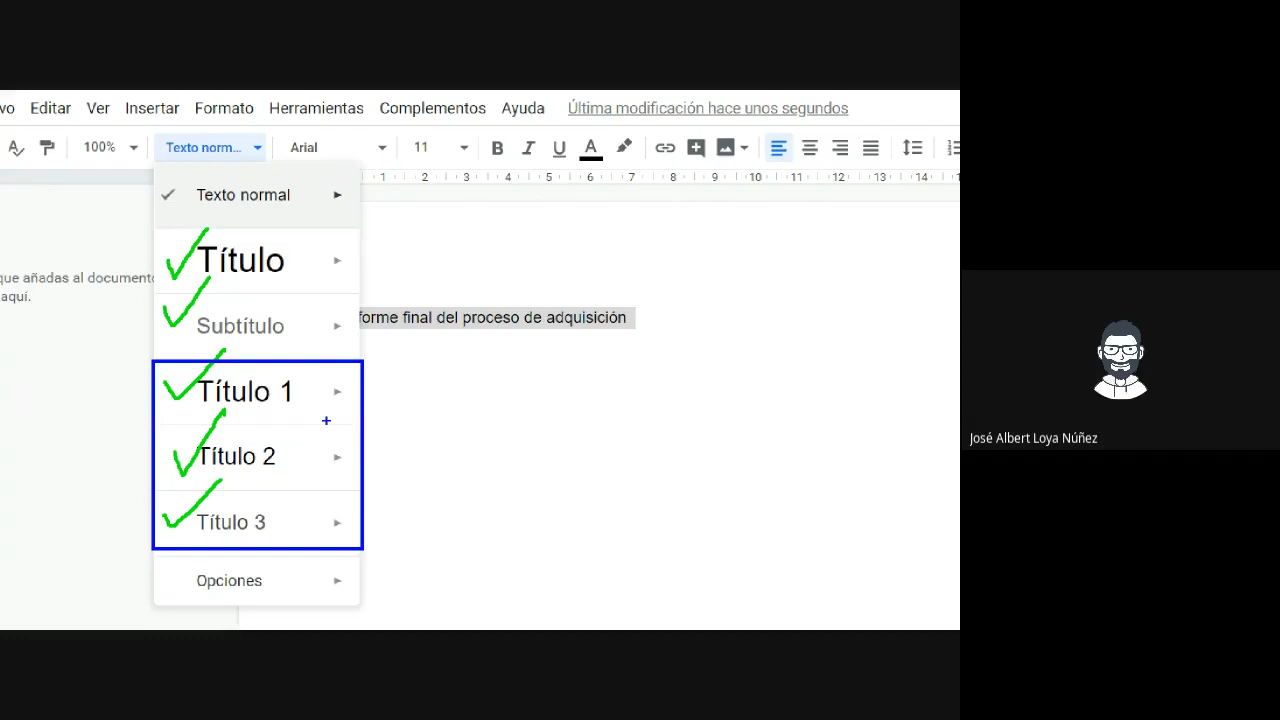 vo Editar Ver Insertar Formato Herramientas Complementos Ayuda Última modificación hace unos segundos
100% Texto norm... Arial 11 B I U A
1 2 3 4 5 6 7 8 9 10 11 12 13 14
Texto normal
Título
que añadas al documento
aquí.
forme final del proceso de adquisición
Subtítulo
Título 1
Título 2
Título 3
Opciones
José Albert Loya Núñez